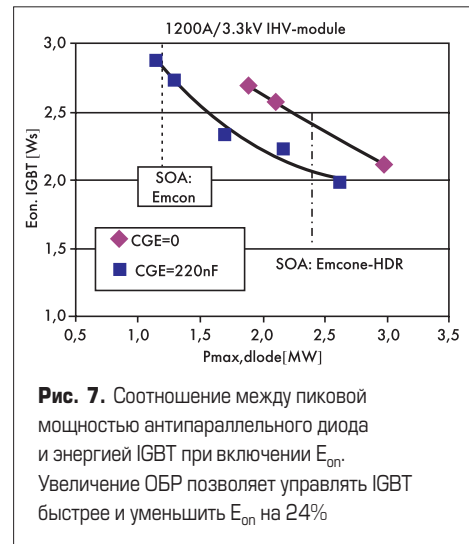 1200A/3.3kV IHV-module
Eon. IGBT [Ws]
3,0
2,5
2,0
1,5
1,0
SOA:
Emcon
CGE=0
CGE=220nF
SOA: Emcone-HDR
0,5 1,0 1,5 2,0 2,5 3,0 3,5
Pmax,dlode[MW]
Рис. 7. Соотношение между пиковой
мощностью антипараллельного диода
и энергией IGBT при включении Eon.
Увеличение ОБР позволяет управлять IGBT
быстрее и уменьшить Eon на 24%